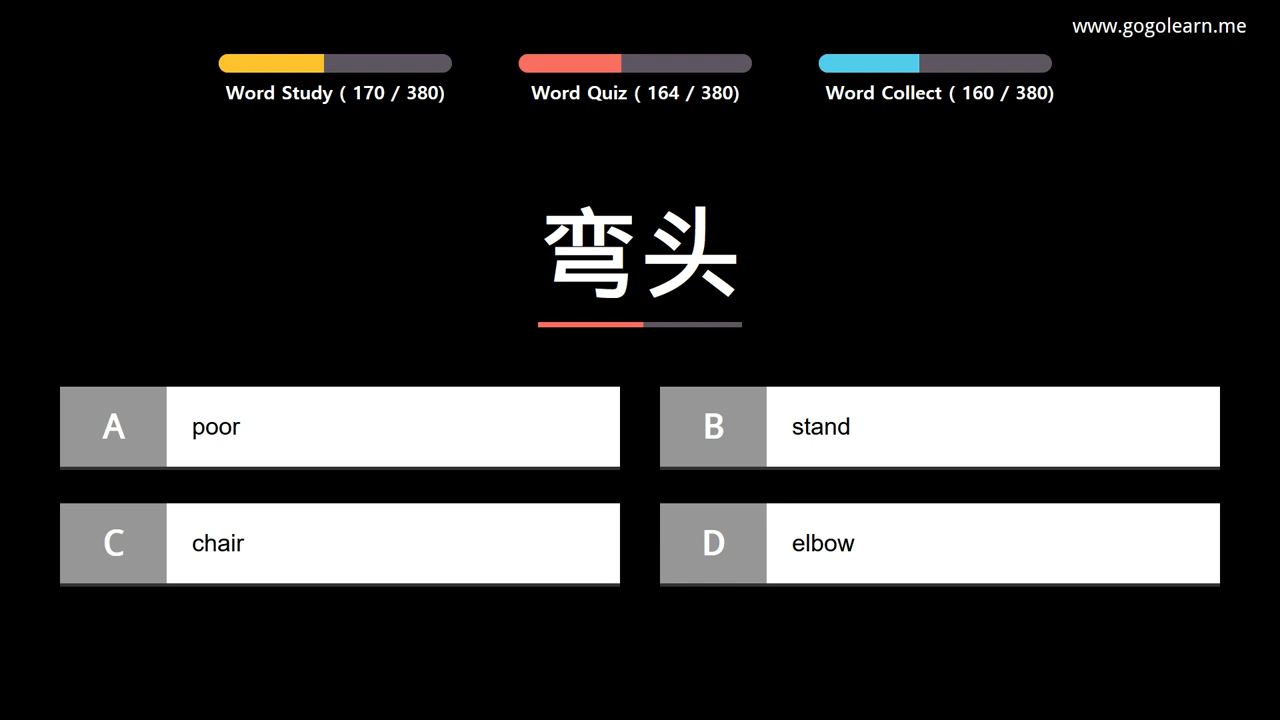 www.gogolearn.me
Word Study ( 170 / 380)
Word Quiz ( 164 / 380)
Word Collect ( 160 / 380)
弯头
A poor
B stand
C chair
D elbow